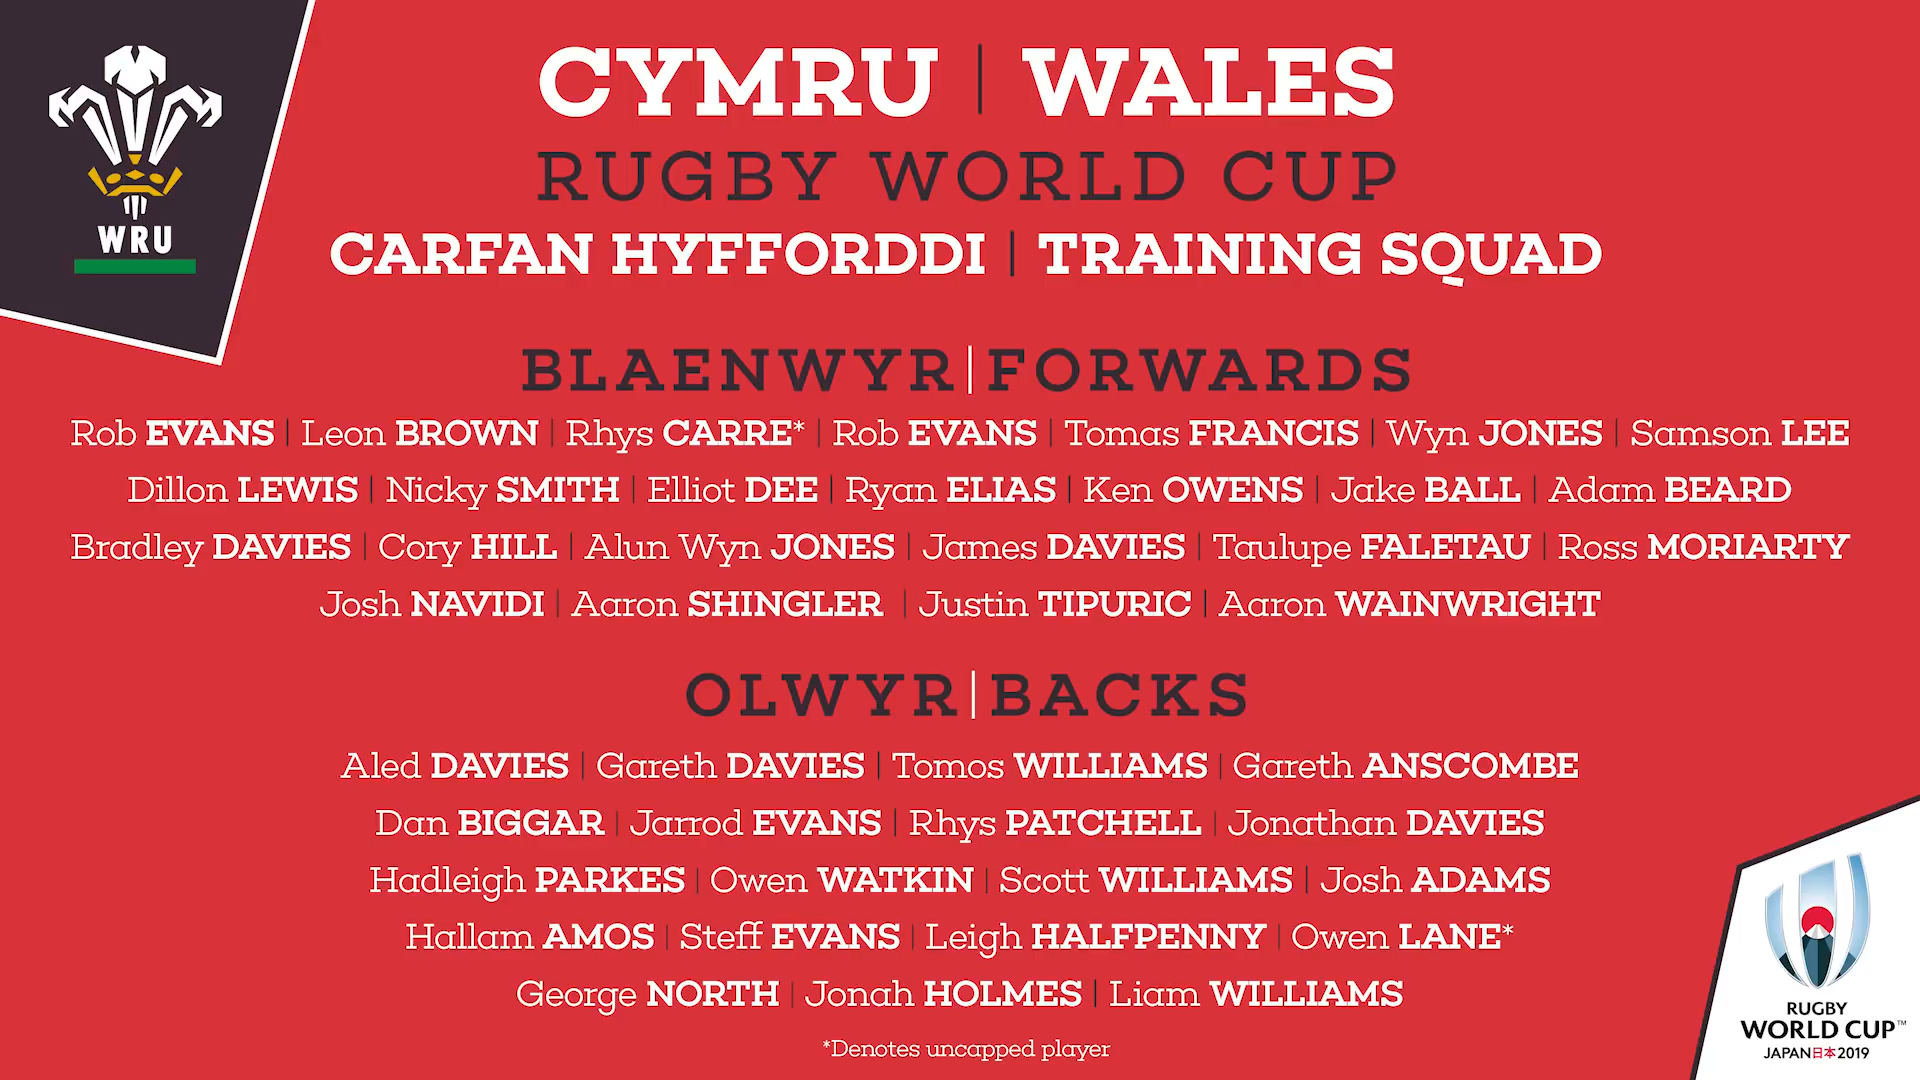 WRU
CYMRU | WALES
RUGBY WORLD CUP
CARFAN HYFFORDDI | TRAINING SQUAD
BLAENWYR | FORWARDS
Rob EVANS | Leon BROWN | Rhys CARRE* | Rob EVANS | Tomas FRANCIS | Wyn JONES | Samson LEE
Dillon LEWIS | Nicky SMITH | Elliot DEE | Ryan ELIAS | Ken OWENS | Jake BALL | Adam BEARD
Bradley DAVIES | Cory HILL | Alun Wyn JONES | James DAVIES | Taulupe FALETAU | Ross MORIARTY
Josh NAVIDI | Aaron SHINGLER | Justin TIPURIC | Aaron WAINWRIGHT
OLWYR | BACKS
Aled DAVIES | Gareth DAVIES | Tomos WILLIAMS | Gareth ANSCOMBE
Dan BIGGAR | Jarrod EVANS | Rhys PATCHELL | Jonathan DAVIES
Hadleigh PARKES | Owen WATKIN | Scott WILLIAMS | Josh ADAMS
Hallam AMOS | Steff EVANS | Leigh HALFPENNY | Owen LANE*
George NORTH | Jonah HOLMES | Liam WILLIAMS
*Denotes uncapped player
RUGBY
WORLD CUP™
JAPAN日本2019